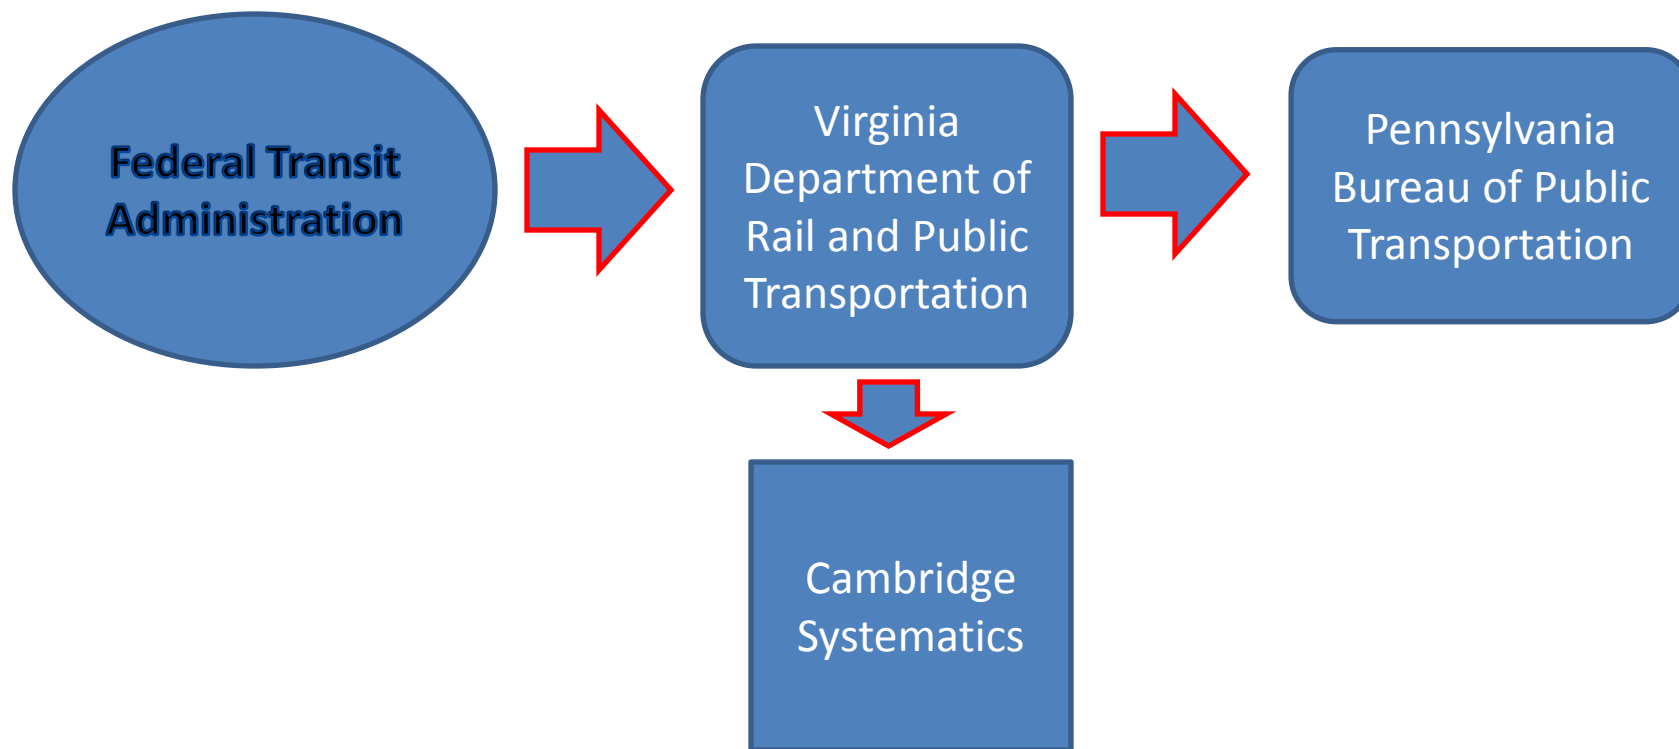 Federal Transit
Administration
Virginia
Department of
Rail and Public
Transportation
Pennsylvania
Bureau of Public
Transportation
Cambridge
Systematics